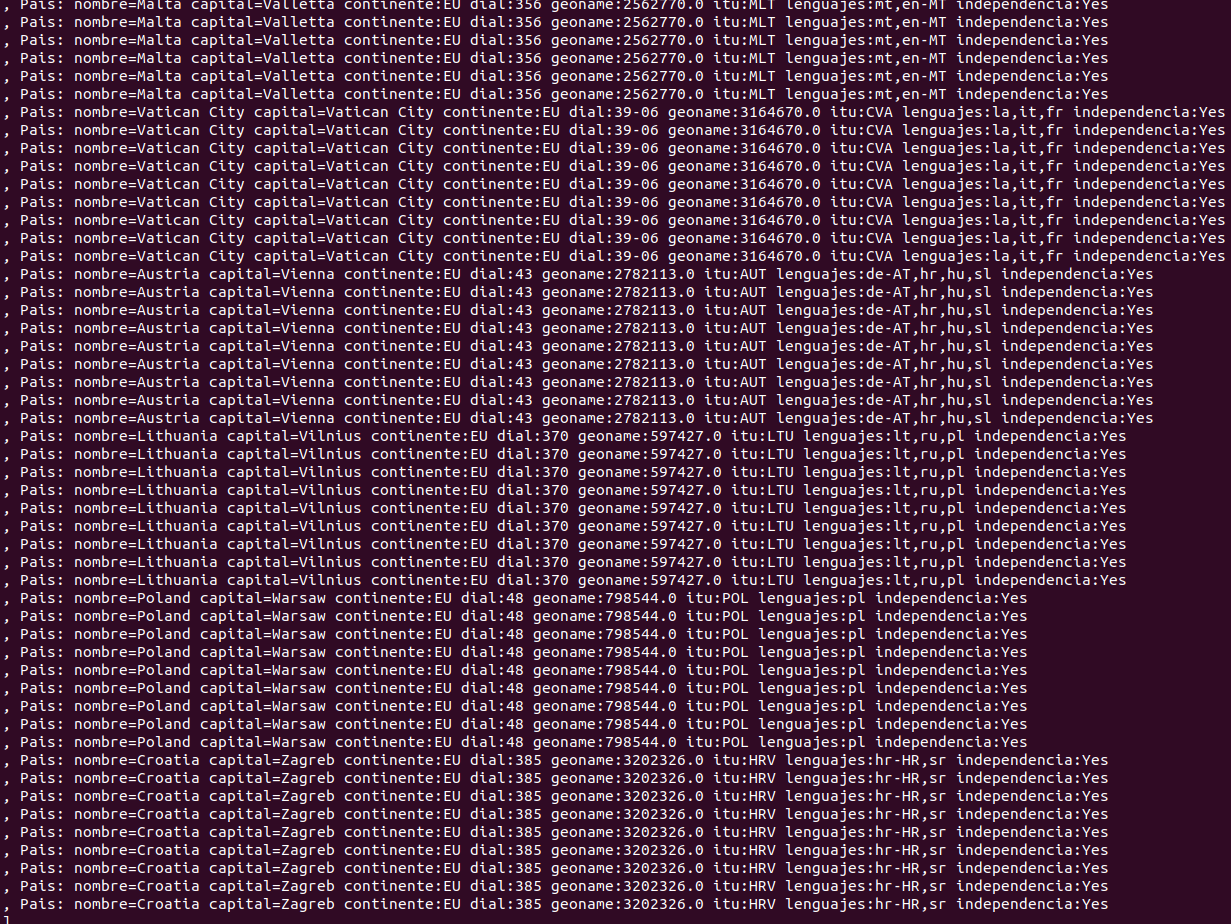 , Pais: nombre=Malta capital=Valletta continente:EU dial:356 geoname:2562770.0 itu:MLT lenguajes:mt,en-MT independencia:Yes
, Pais: nombre=Malta capital=Valletta continente:EU dial:356 geoname:2562770.0 itu:MLT lenguajes:mt,en-MT independencia:Yes
, Pais: nombre=Malta capital=Valletta continente:EU dial:356 geoname:2562770.0 itu:MLT lenguajes:mt,en-MT independencia:Yes
, Pais: nombre=Malta capital=Valletta continente:EU dial:356 geoname:2562770.0 itu:MLT lenguajes:mt,en-MT independencia:Yes
, Pais: nombre=Malta capital=Valletta continente:EU dial:356 geoname:2562770.0 itu:MLT lenguajes:mt,en-MT independencia:Yes
, Pais: nombre=Malta capital=Valletta continente:EU dial:356 geoname:2562770.0 itu:MLT lenguajes:mt,en-MT independencia:Yes
, Pais: nombre=Vatican City capital=Vatican City continente:EU dial:39-06 geoname:3164670.0 itu:CVA lenguajes:la,it,fr independencia:Yes
, Pais: nombre=Vatican City capital=Vatican City continente:EU dial:39-06 geoname:3164670.0 itu:CVA lenguajes:la,it,fr independencia:Yes
, Pais: nombre=Vatican City capital=Vatican City continente:EU dial:39-06 geoname:3164670.0 itu:CVA lenguajes:la,it,fr independencia:Yes
, Pais: nombre=Vatican City capital=Vatican City continente:EU dial:39-06 geoname:3164670.0 itu:CVA lenguajes:la,it,fr independencia:Yes
, Pais: nombre=Vatican City capital=Vatican City continente:EU dial:39-06 geoname:3164670.0 itu:CVA lenguajes:la,it,fr independencia:Yes
, Pais: nombre=Vatican City capital=Vatican City continente:EU dial:39-06 geoname:3164670.0 itu:CVA lenguajes:la,it,fr independencia:Yes
, Pais: nombre=Vatican City capital=Vatican City continente:EU dial:39-06 geoname:3164670.0 itu:CVA lenguajes:la,it,fr independencia:Yes
, Pais: nombre=Vatican City capital=Vatican City continente:EU dial:39-06 geoname:3164670.0 itu:CVA lenguajes:la,it,fr independencia:Yes
, Pais: nombre=Vatican City capital=Vatican City continente:EU dial:39-06 geoname:3164670.0 itu:CVA lenguajes:la,it,fr independencia:Yes
, Pais: nombre=Austria capital=Vienna continente:EU dial:43 geoname:2782113.0 itu:AUT lenguajes:de-AT,hr,hu,sl independencia:Yes
, Pais: nombre=Austria capital=Vienna continente:EU dial:43 geoname:2782113.0 itu:AUT lenguajes:de-AT,hr,hu,sl independencia:Yes
, Pais: nombre=Austria capital=Vienna continente:EU dial:43 geoname:2782113.0 itu:AUT lenguajes:de-AT,hr,hu,sl independencia:Yes
, Pais: nombre=Austria capital=Vienna continente:EU dial:43 geoname:2782113.0 itu:AUT lenguajes:de-AT,hr,hu,sl independencia:Yes
, Pais: nombre=Austria capital=Vienna continente:EU dial:43 geoname:2782113.0 itu:AUT lenguajes:de-AT,hr,hu,sl independencia:Yes
, Pais: nombre=Austria capital=Vienna continente:EU dial:43 geoname:2782113.0 itu:AUT lenguajes:de-AT,hr,hu,sl independencia:Yes
, Pais: nombre=Austria capital=Vienna continente:EU dial:43 geoname:2782113.0 itu:AUT lenguajes:de-AT,hr,hu,sl independencia:Yes
, Pais: nombre=Austria capital=Vienna continente:EU dial:43 geoname:2782113.0 itu:AUT lenguajes:de-AT,hr,hu,sl independencia:Yes
, Pais: nombre=Austria capital=Vienna continente:EU dial:43 geoname:2782113.0 itu:AUT lenguajes:de-AT,hr,hu,sl independencia:Yes
, Pais: nombre=Lithuania capital=Vilnius continente:EU dial:370 geoname:597427.0 itu:LTU lenguajes:lt,ru,pl independencia:Yes
, Pais: nombre=Lithuania capital=Vilnius continente:EU dial:370 geoname:597427.0 itu:LTU lenguajes:lt,ru,pl independencia:Yes
, Pais: nombre=Lithuania capital=Vilnius continente:EU dial:370 geoname:597427.0 itu:LTU lenguajes:lt,ru,pl independencia:Yes
, Pais: nombre=Lithuania capital=Vilnius continente:EU dial:370 geoname:597427.0 itu:LTU lenguajes:lt,ru,pl independencia:Yes
, Pais: nombre=Lithuania capital=Vilnius continente:EU dial:370 geoname:597427.0 itu:LTU lenguajes:lt,ru,pl independencia:Yes
, Pais: nombre=Lithuania capital=Vilnius continente:EU dial:370 geoname:597427.0 itu:LTU lenguajes:lt,ru,pl independencia:Yes
, Pais: nombre=Lithuania capital=Vilnius continente:EU dial:370 geoname:597427.0 itu:LTU lenguajes:lt,ru,pl independencia:Yes
, Pais: nombre=Lithuania capital=Vilnius continente:EU dial:370 geoname:597427.0 itu:LTU lenguajes:lt,ru,pl independencia:Yes
, Pais: nombre=Lithuania capital=Vilnius continente:EU dial:370 geoname:597427.0 itu:LTU lenguajes:lt,ru,pl independencia:Yes
, Pais: nombre=Poland capital=Warsaw continente:EU dial:48 geoname:798544.0 itu:POL lenguajes:pl independencia:Yes
, Pais: nombre=Poland capital=Warsaw continente:EU dial:48 geoname:798544.0 itu:POL lenguajes:pl independencia:Yes
, Pais: nombre=Poland capital=Warsaw continente:EU dial:48 geoname:798544.0 itu:POL lenguajes:pl independencia:Yes
, Pais: nombre=Poland capital=Warsaw continente:EU dial:48 geoname:798544.0 itu:POL lenguajes:pl independencia:Yes
, Pais: nombre=Poland capital=Warsaw continente:EU dial:48 geoname:798544.0 itu:POL lenguajes:pl independencia:Yes
, Pais: nombre=Poland capital=Warsaw continente:EU dial:48 geoname:798544.0 itu:POL lenguajes:pl independencia:Yes
, Pais: nombre=Poland capital=Warsaw continente:EU dial:48 geoname:798544.0 itu:POL lenguajes:pl independencia:Yes
, Pais: nombre=Poland capital=Warsaw continente:EU dial:48 geoname:798544.0 itu:POL lenguajes:pl independencia:Yes
, Pais: nombre=Poland capital=Warsaw continente:EU dial:48 geoname:798544.0 itu:POL lenguajes:pl independencia:Yes
, Pais: nombre=Croatia capital=Zagreb continente:EU dial:385 geoname:3202326.0 itu:HRV lenguajes:hr-HR,sr independencia:Yes
, Pais: nombre=Croatia capital=Zagreb continente:EU dial:385 geoname:3202326.0 itu:HRV lenguajes:hr-HR,sr independencia:Yes
, Pais: nombre=Croatia capital=Zagreb continente:EU dial:385 geoname:3202326.0 itu:HRV lenguajes:hr-HR,sr independencia:Yes
, Pais: nombre=Croatia capital=Zagreb continente:EU dial:385 geoname:3202326.0 itu:HRV lenguajes:hr-HR,sr independencia:Yes
, Pais: nombre=Croatia capital=Zagreb continente:EU dial:385 geoname:3202326.0 itu:HRV lenguajes:hr-HR,sr independencia:Yes
, Pais: nombre=Croatia capital=Zagreb continente:EU dial:385 geoname:3202326.0 itu:HRV lenguajes:hr-HR,sr independencia:Yes
, Pais: nombre=Croatia capital=Zagreb continente:EU dial:385 geoname:3202326.0 itu:HRV lenguajes:hr-HR,sr independencia:Yes
, Pais: nombre=Croatia capital=Zagreb continente:EU dial:385 geoname:3202326.0 itu:HRV lenguajes:hr-HR,sr independencia:Yes
, Pais: nombre=Croatia capital=Zagreb continente:EU dial:385 geoname:3202326.0 itu:HRV lenguajes:hr-HR,sr independencia:Yes
]